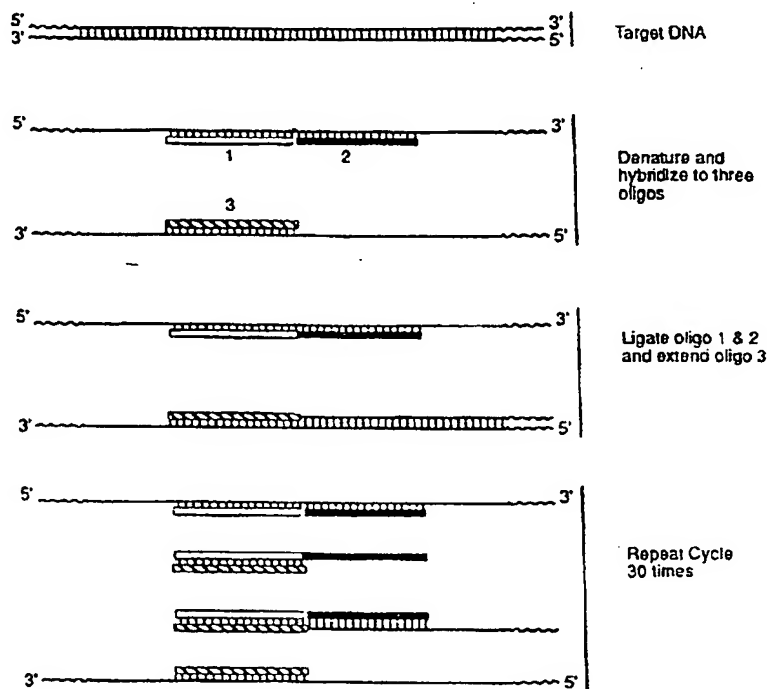 5' 3'
3' 5'
Target DNA
5' 3'
1 2
Denature and
hybridize to three
oligos
3
3' 5'
5' 3'
Ligate oligo 1 & 2
and extend oligo 3
3' 5'
5' 3'
Repeat Cycle
30 times
3' 5'